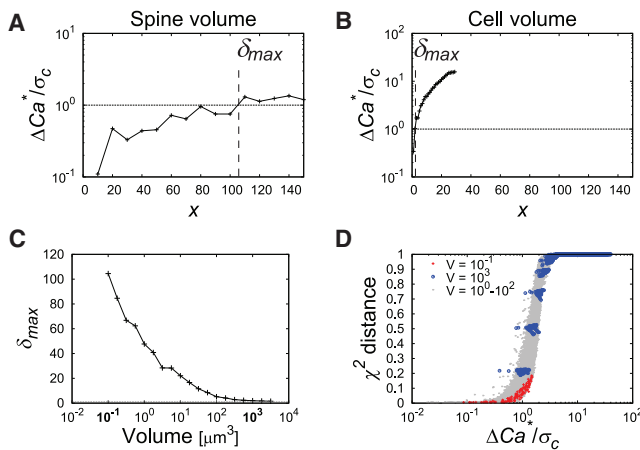 A
Spine volume
δmax
ΔCa*/σc
10^1
10^0
10^-1
0 20 40 60 80 100 120 140
x
B
Cell volume
δmax
ΔCa*/σc
10^2
10^1
10^0
10^-1
0 20 40 60 80 100 120 140
x
C
δmax
120
100
80
60
40
20
0
10^-2 10^-1 10^0 10^1 10^2 10^3 10^4
Volume [μm^3]
D
V = 10^-1
V = 10^3
V = 10^0-10^2
χ^2 distance
1
0.9
0.8
0.7
0.6
0.5
0.4
0.3
0.2
0.1
0
10^-2 10^-1 10^0 10^1 10^2
ΔCa*/σc